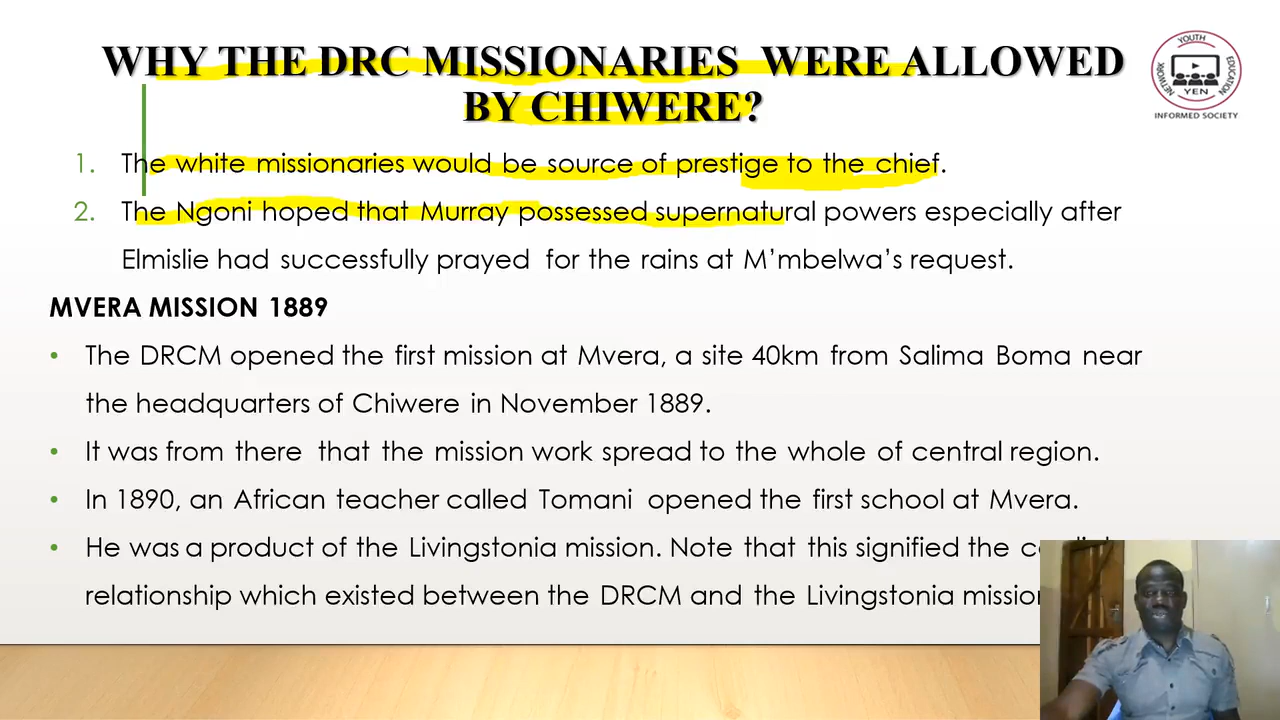 WHY THE DRC MISSIONARIES WERE ALLOWED
BY CHIWERE?
YOUTH
EDUCATION
NETWORK
YEN
INFORMED SOCIETY
1. The white missionaries would be source of prestige to the chief.
2. The Ngoni hoped that Murray possessed supernatural powers especially after
Elmislie had successfully prayed for the rains at M’mbelwa’s request.
MVERA MISSION 1889
• The DRCM opened the first mission at Mvera, a site 40km from Salima Boma near
the headquarters of Chiwere in November 1889.
• It was from there that the mission work spread to the whole of central region.
• In 1890, an African teacher called Tomani opened the first school at Mvera.
• He was a product of the Livingstonia mission. Note that this signified the
relationship which existed between the DRCM and the Livingstonia mission